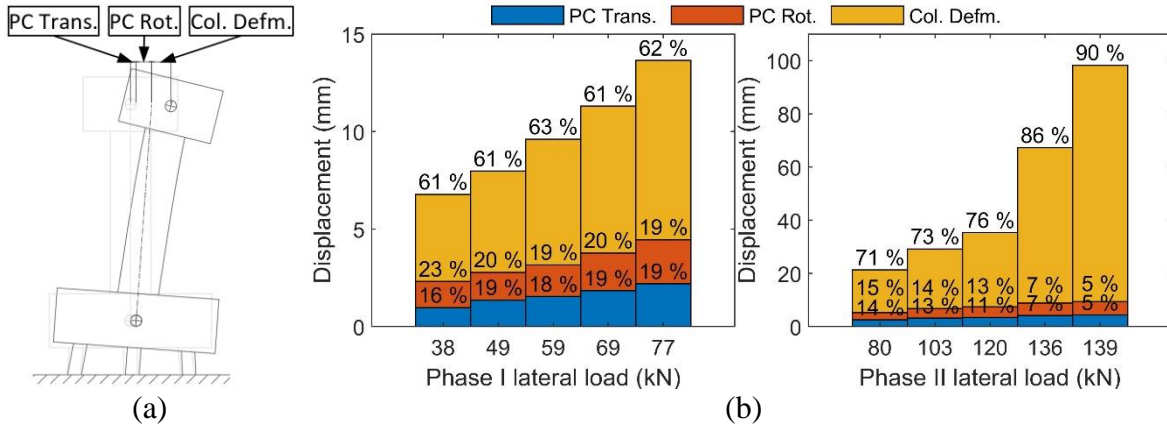 PC Trans. PC Rot. Col. Defm.
(a)
PC Trans. PC Rot. Col. Defm.
15
10
5
0
Displacement (mm)
61 % 61 % 63 % 61 % 62 %
23 % 20 % 19 % 20 % 19 %
16 % 19 % 18 % 19 % 19 %
38 49 59 69 77
Phase I lateral load (kN)
100
80
60
40
20
0
Displacement (mm)
71 % 73 % 76 % 86 % 90 %
15 % 14 % 13 % 7 % 5 %
14 % 13 % 11 % 7 % 5 %
80 103 120 136 139
Phase II lateral load (kN)
(b)